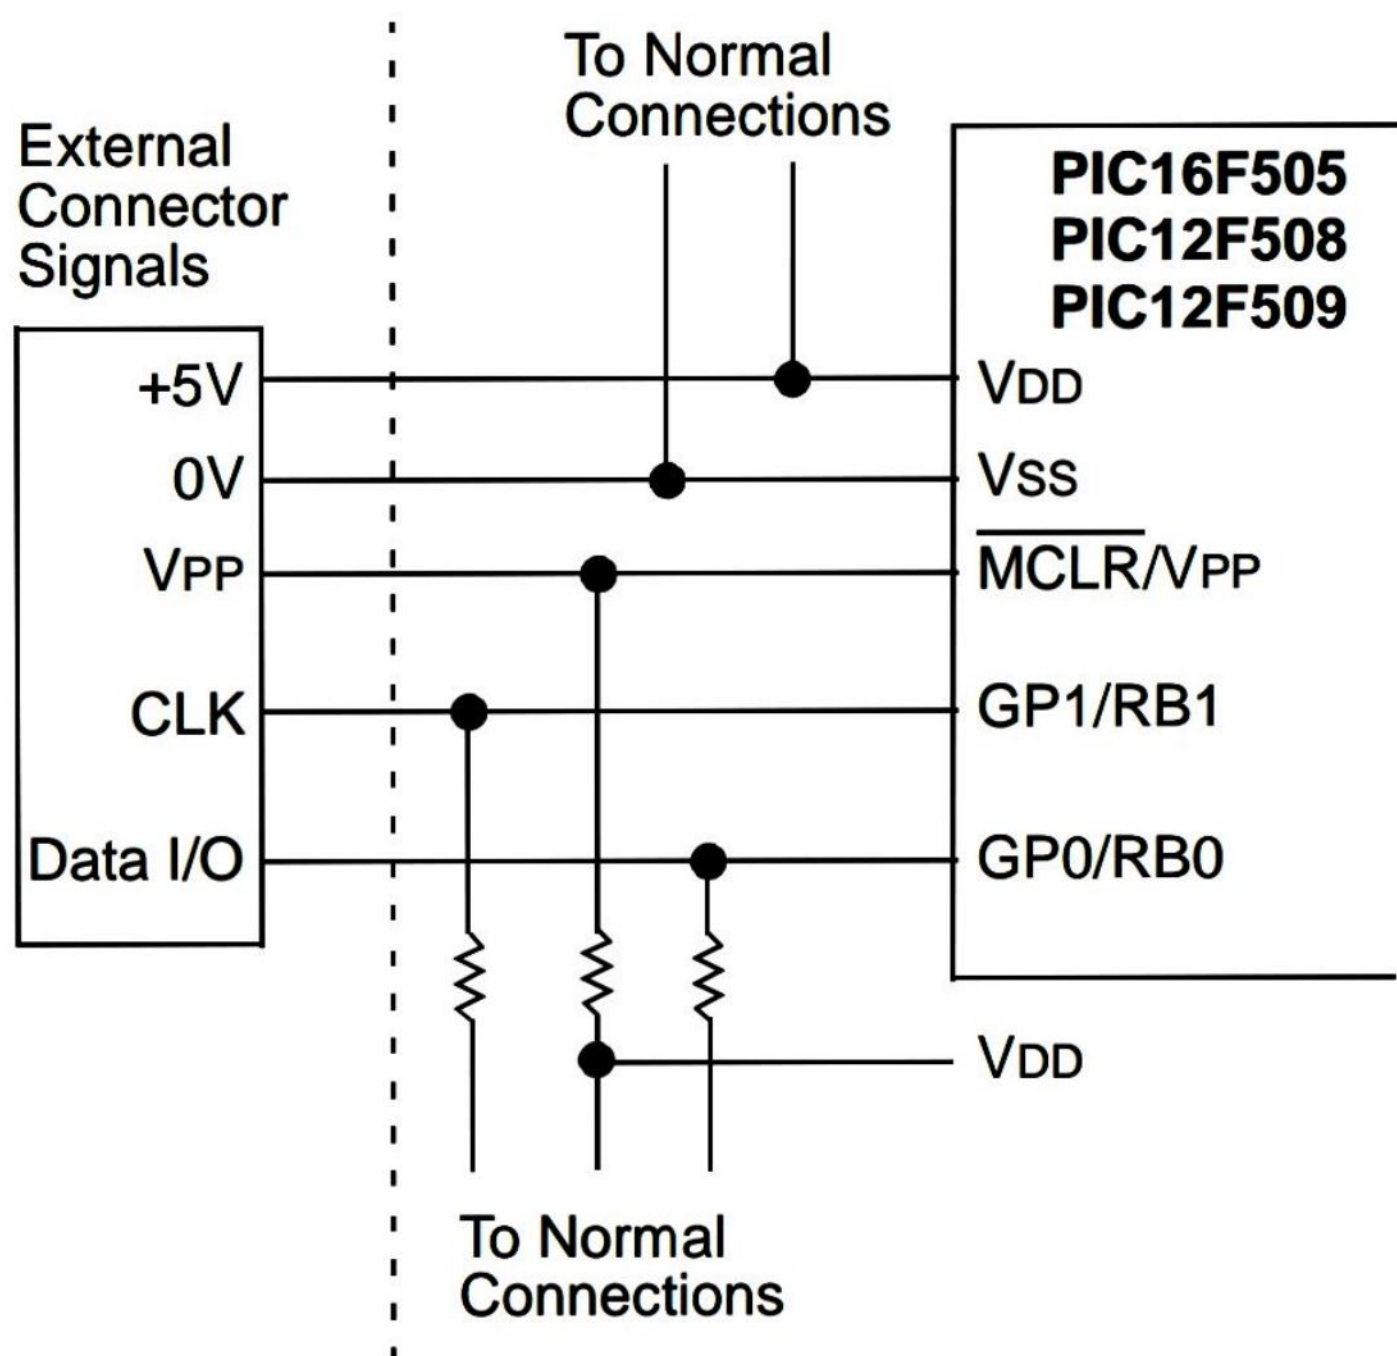 To Normal
Connections
External
Connector
Signals
PIC16F505
PIC12F508
PIC12F509
+5V
VDD
0V
VSS
VPP
MCLR/VPP
CLK
GP1/RB1
Data I/O
GP0/RB0
VDD
To Normal
Connections